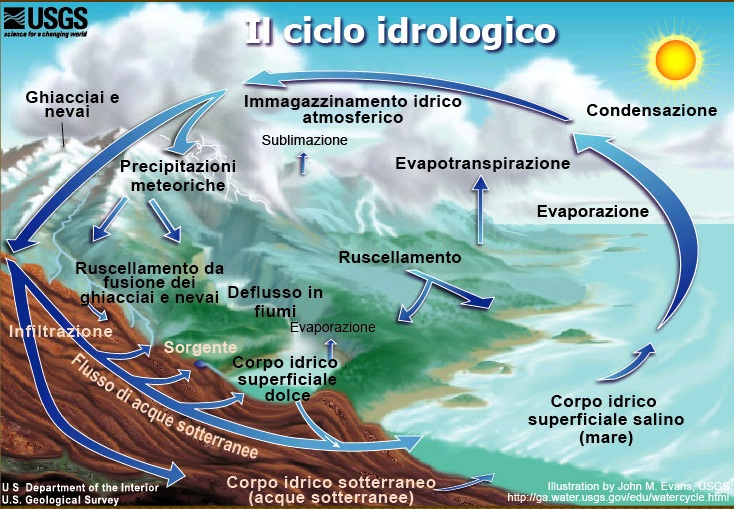 USGS
science for a changing world
Il ciclo idrologico
Ghiacciai e
nevai
Immagazzinamento idrico
atmosferico
Condensazione
Sublimazione
Precipitazioni
meteoriche
Evapotranspirazione
Evaporazione
Ruscellamento
Ruscellamento da
fusione dei
ghiacciai e nevai
Deflusso in
fiumi
Evaporazione
Infiltrazione
Sorgente
Flusso di acque sotterranee
Corpo idrico
superficiale
dolce
Corpo idrico
superficiale salino
(mare)
Corpo idrico sotterraneo
(acque sotterranee)
U S Department of the Interior
U.S. Geological Survey
Illustration by John M. Evans, USGS
http://ga.water.usgs.gov/edu/watercycle.html